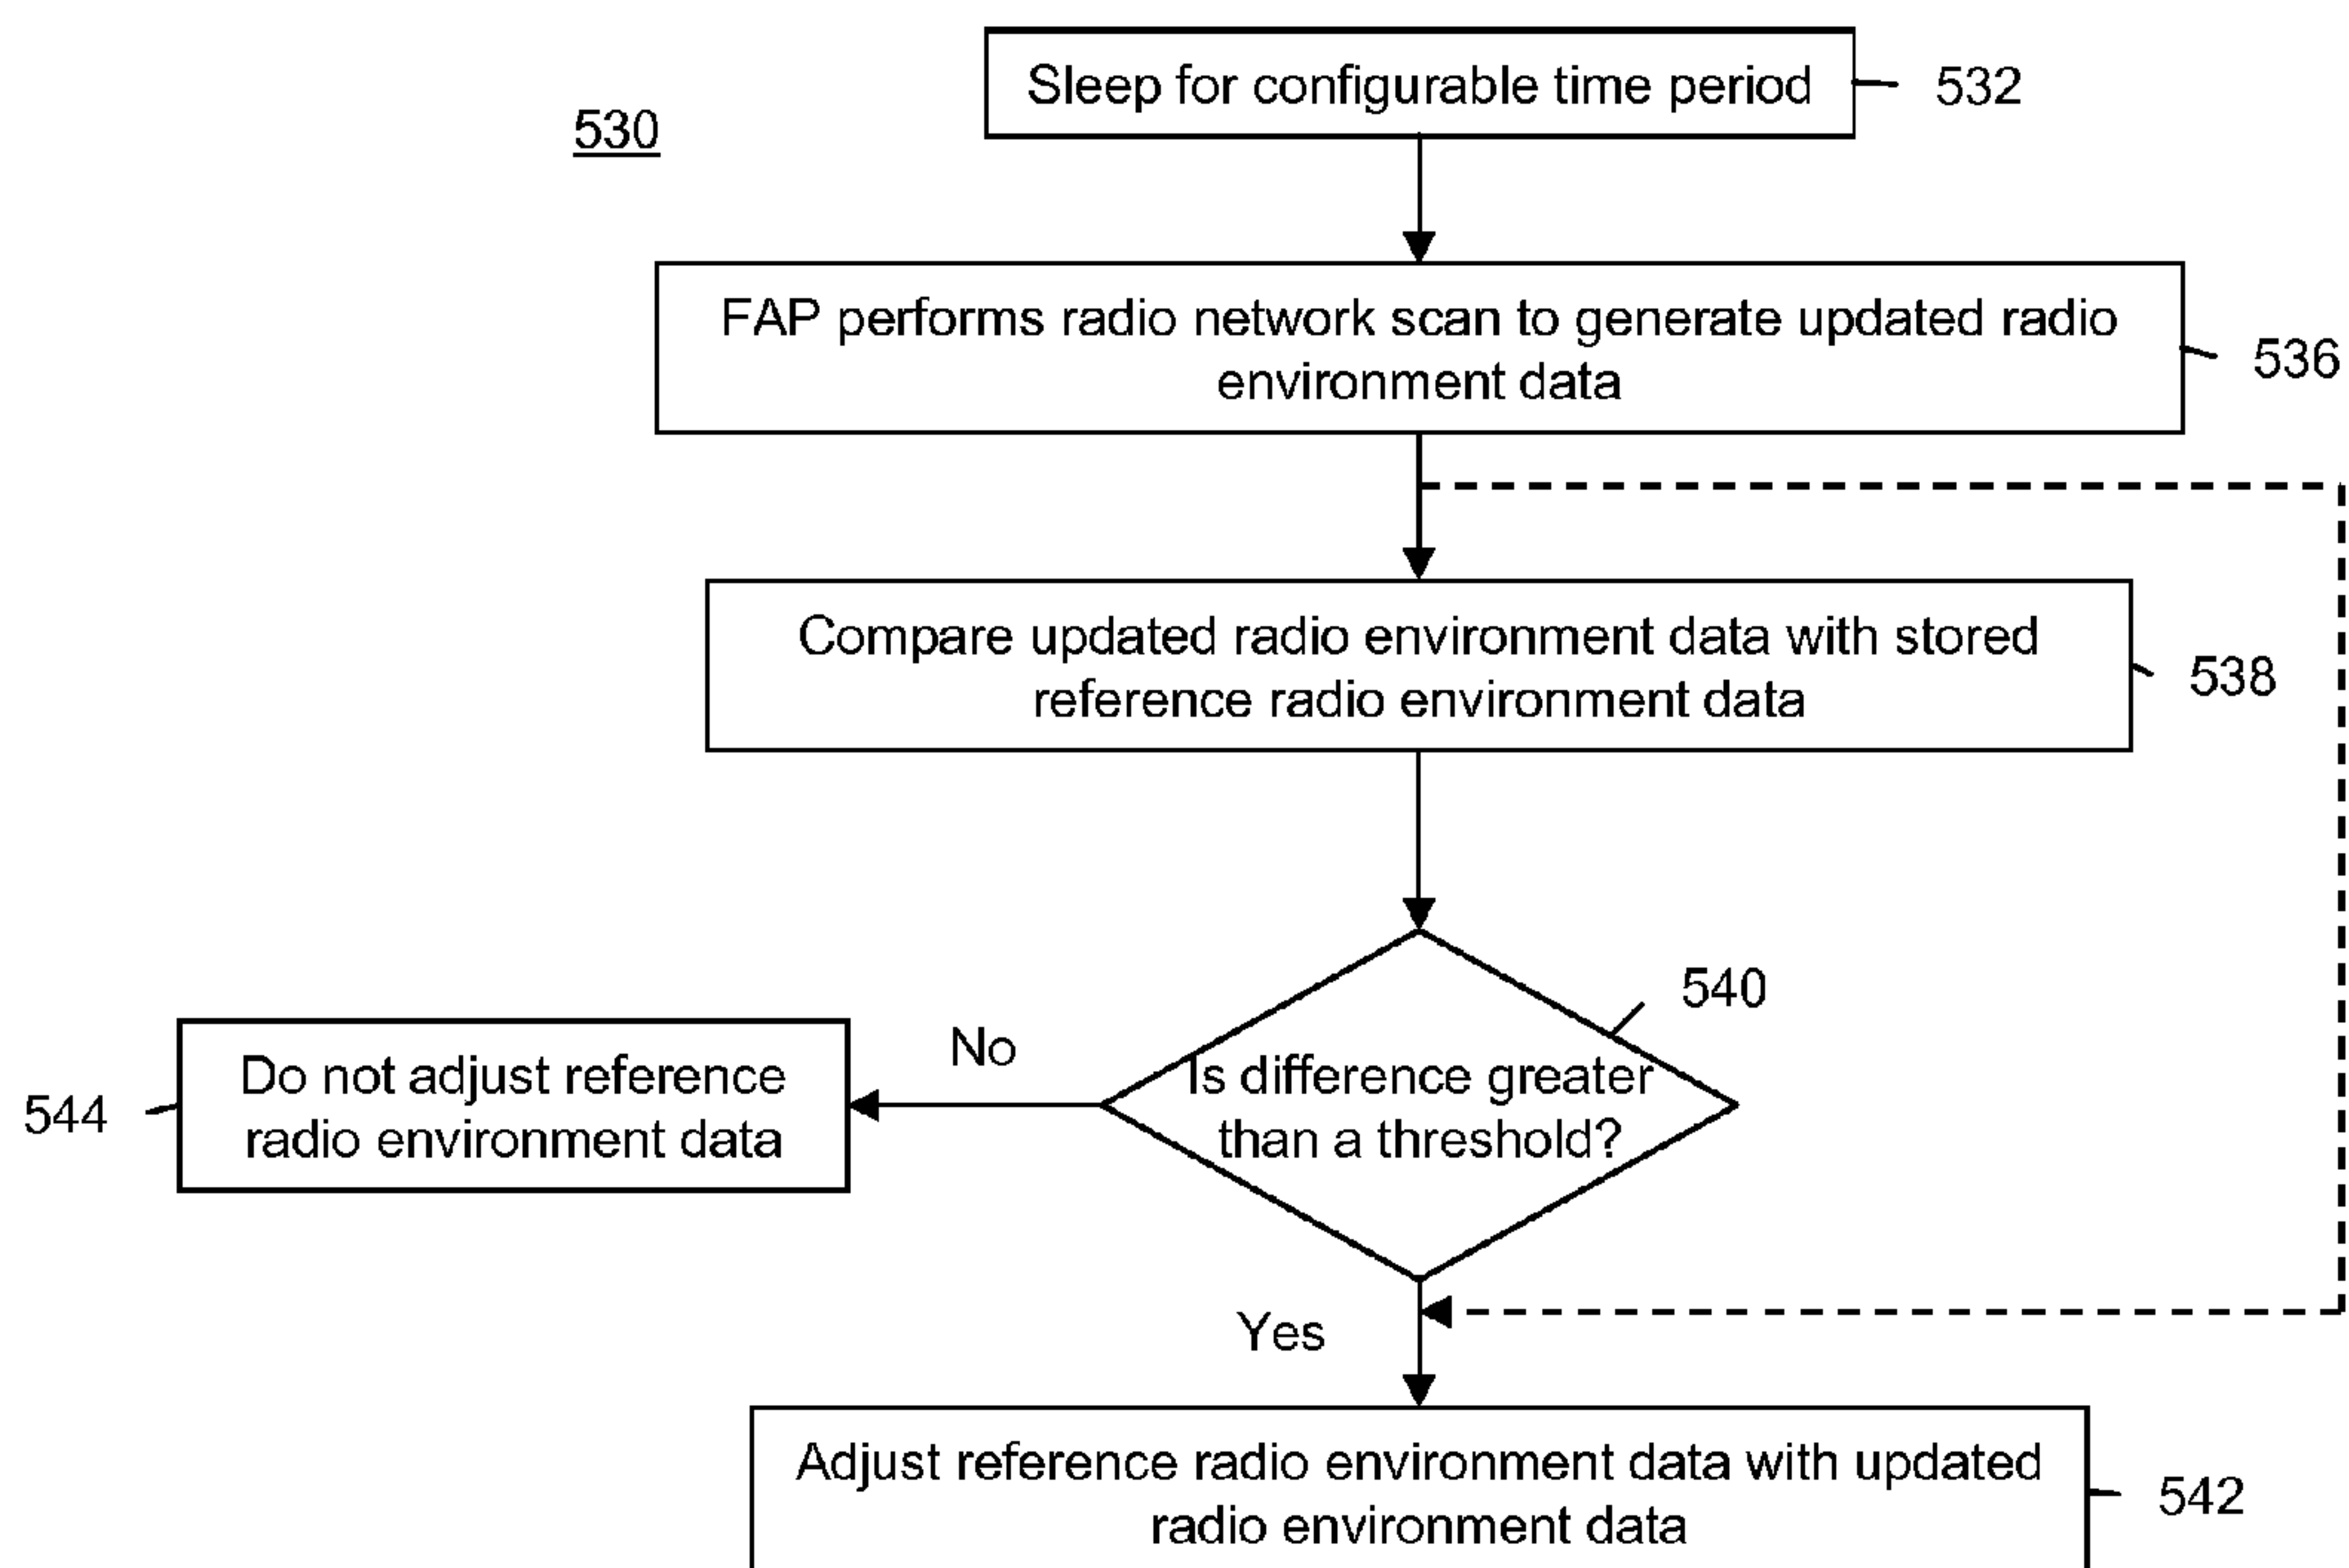 Sleep for configurable time period
532
530
FAP performs radio network scan to generate updated radio
environment data
536
Compare updated radio environment data with stored
reference radio environment data
538
540
Is difference greater
than a threshold?
No
Do not adjust reference
radio environment data
544
Yes
Adjust reference radio environment data with updated
radio environment data
542